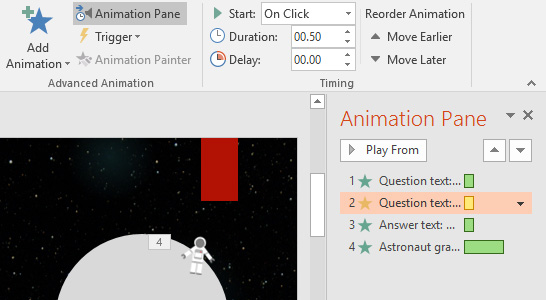 Add
Animation
Animation Pane
Trigger
Animation Painter
Advanced Animation
Start: On Click
Duration: 00.50
Delay: 00.00
Timing
Reorder Animation
Move Earlier
Move Later
4
Animation Pane
Play From
1 Question text:...
2 Question text:...
3 Answer text: ...
4 Astronaut gra...